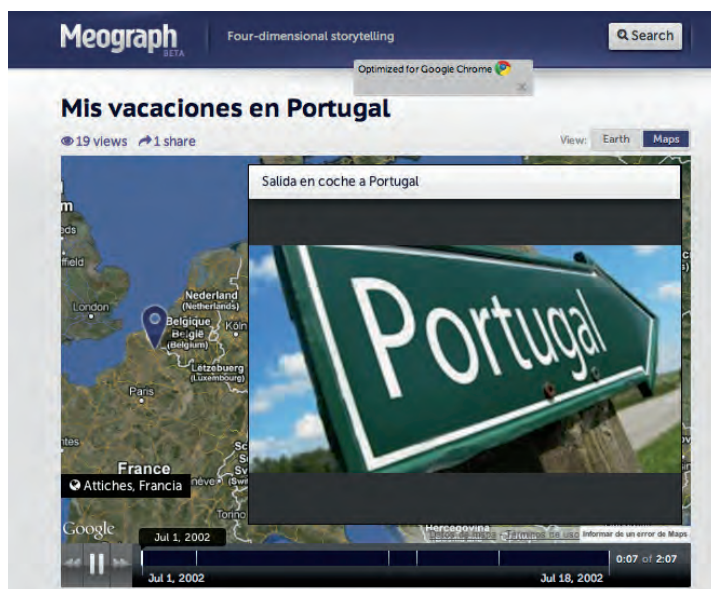 Meograph
BETA
Four-dimensional storytelling
Search
Optimized for Google Chrome
Mis vacaciones en Portugal
19 views 1 share
View: Earth Maps
Salida en coche a Portugal
Portugal
London
Nederland
(Netherlands)
Belgique
België
(Belgium)
Köln
Lëtzebuerg
(Luxembourg)
Paris
France
Attiches, Francia
Torino
Google
Hercegovina
Datos de mapa Términos de uso Informar de un error de Maps
Jul 1, 2002
0:07 of 2:07
Jul 1, 2002 Jul 18, 2002